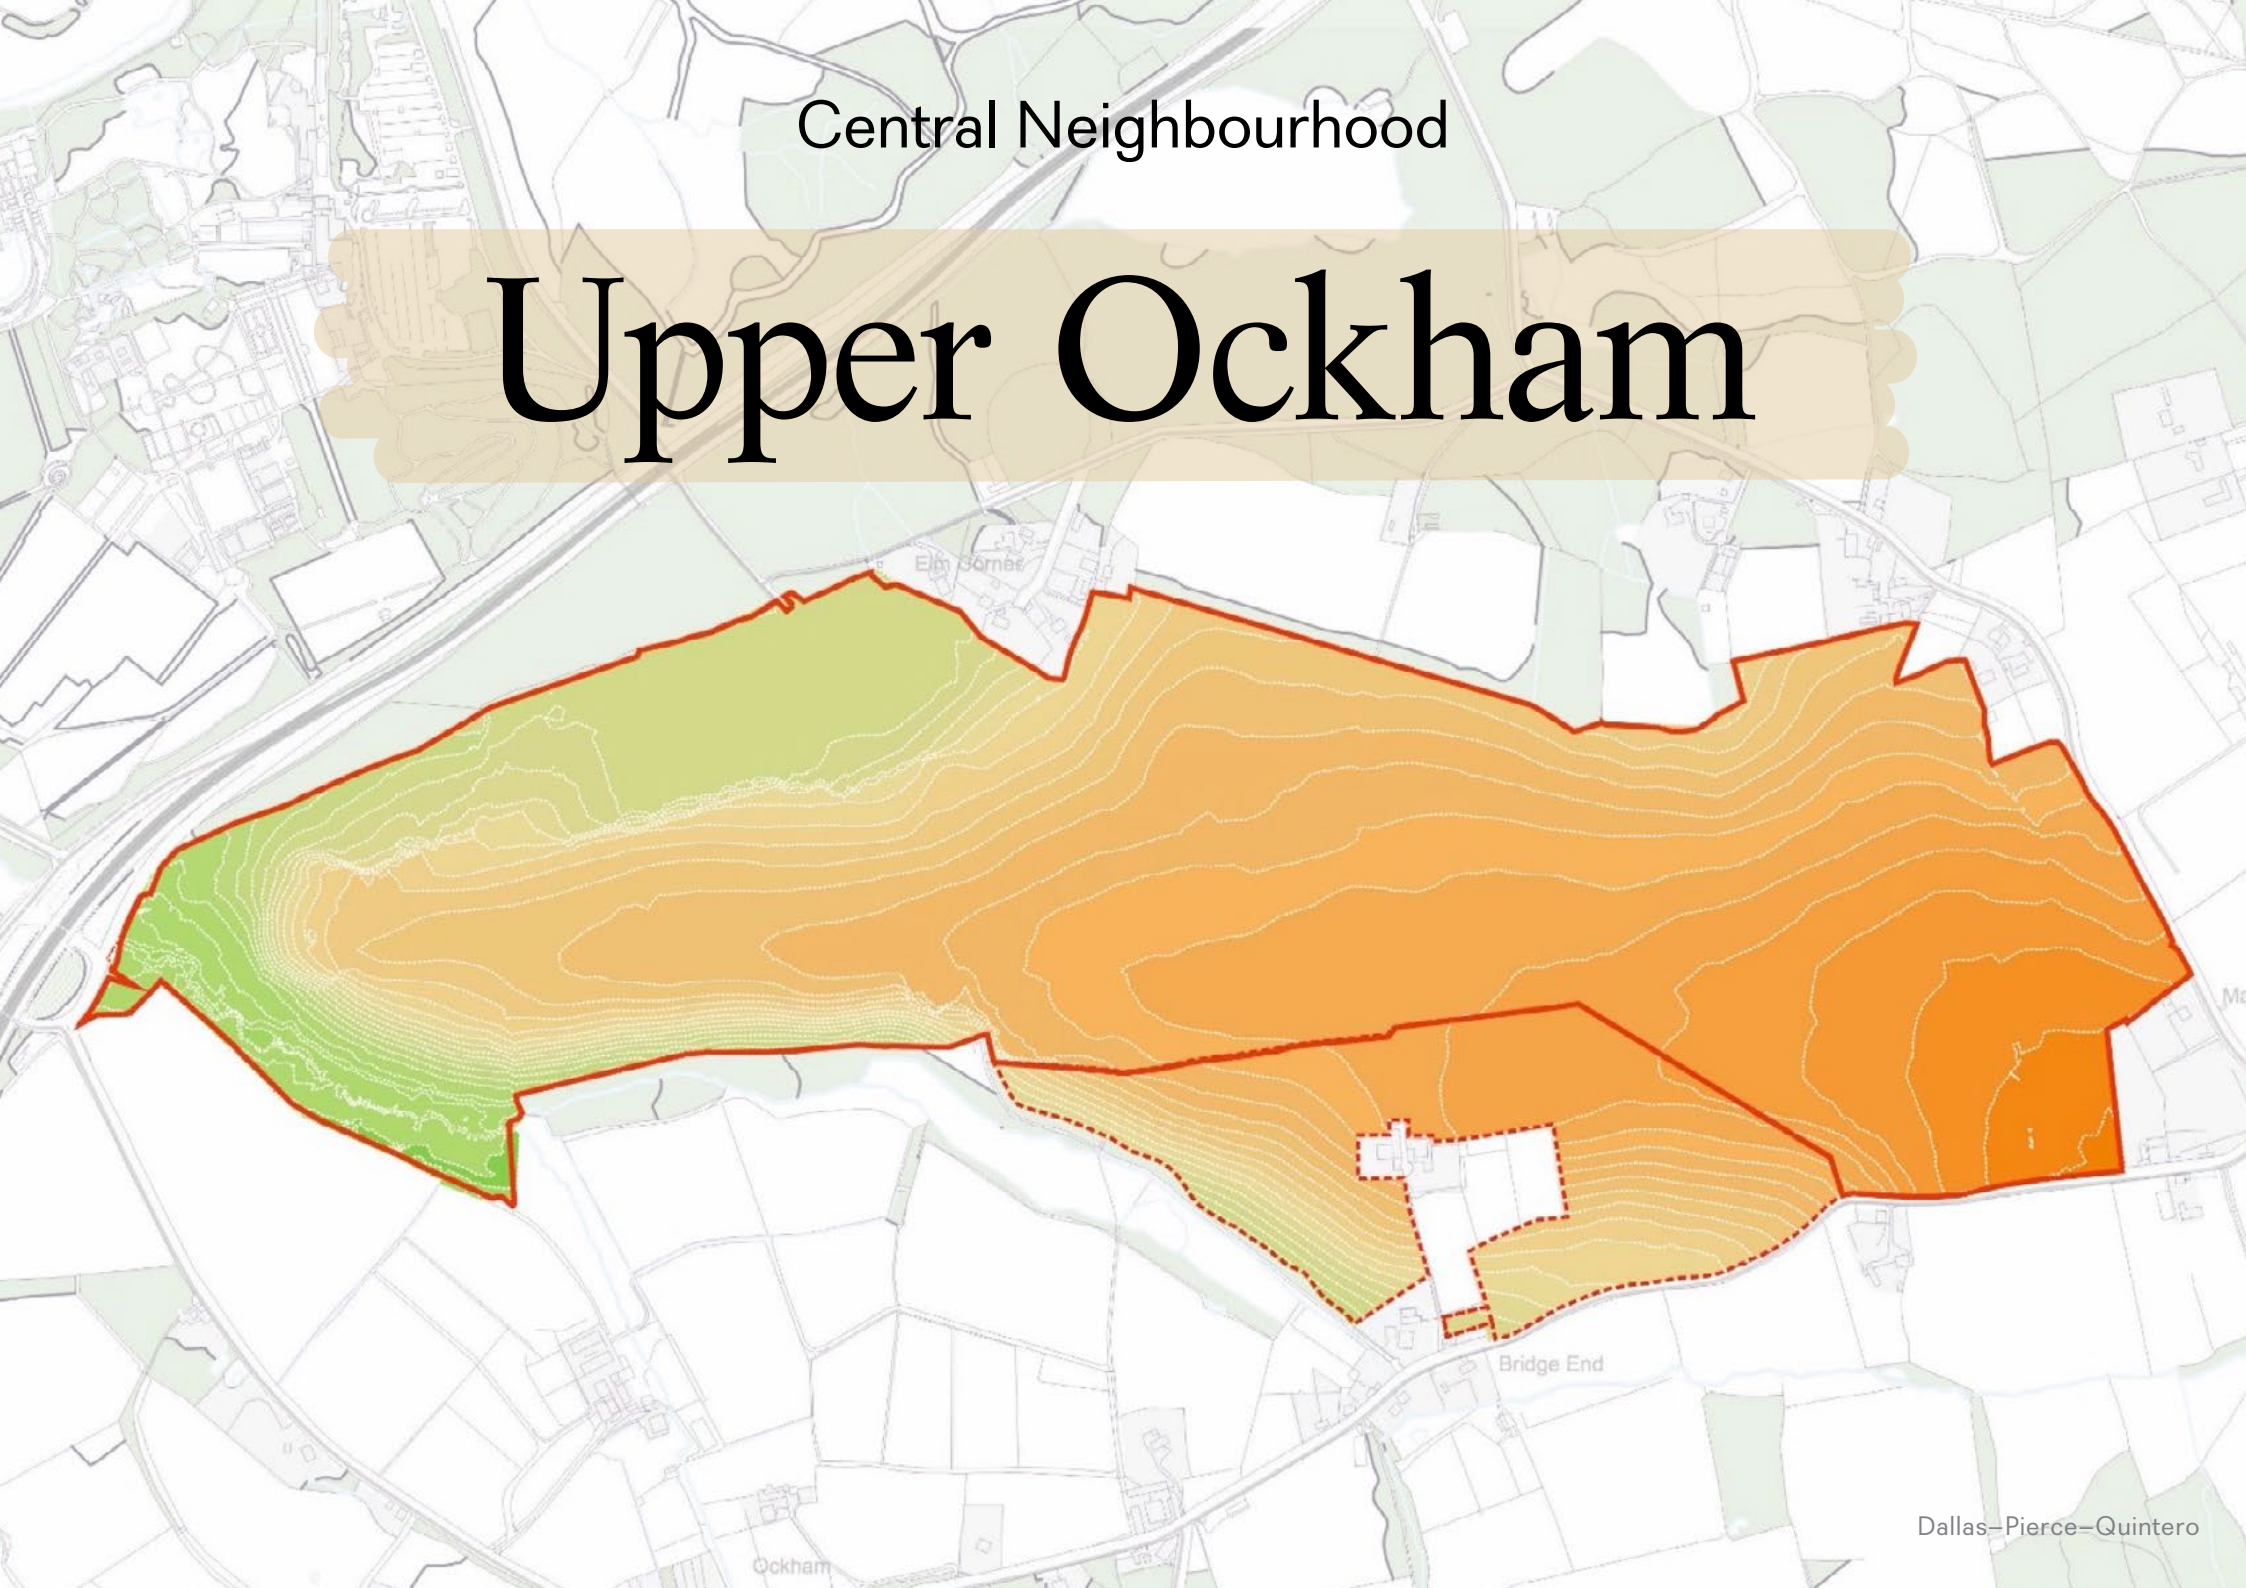 Central Neighbourhood
Upper Ockham
Elm Corner
Bridge End
Dallas–Pierce–Quintero
Ockham